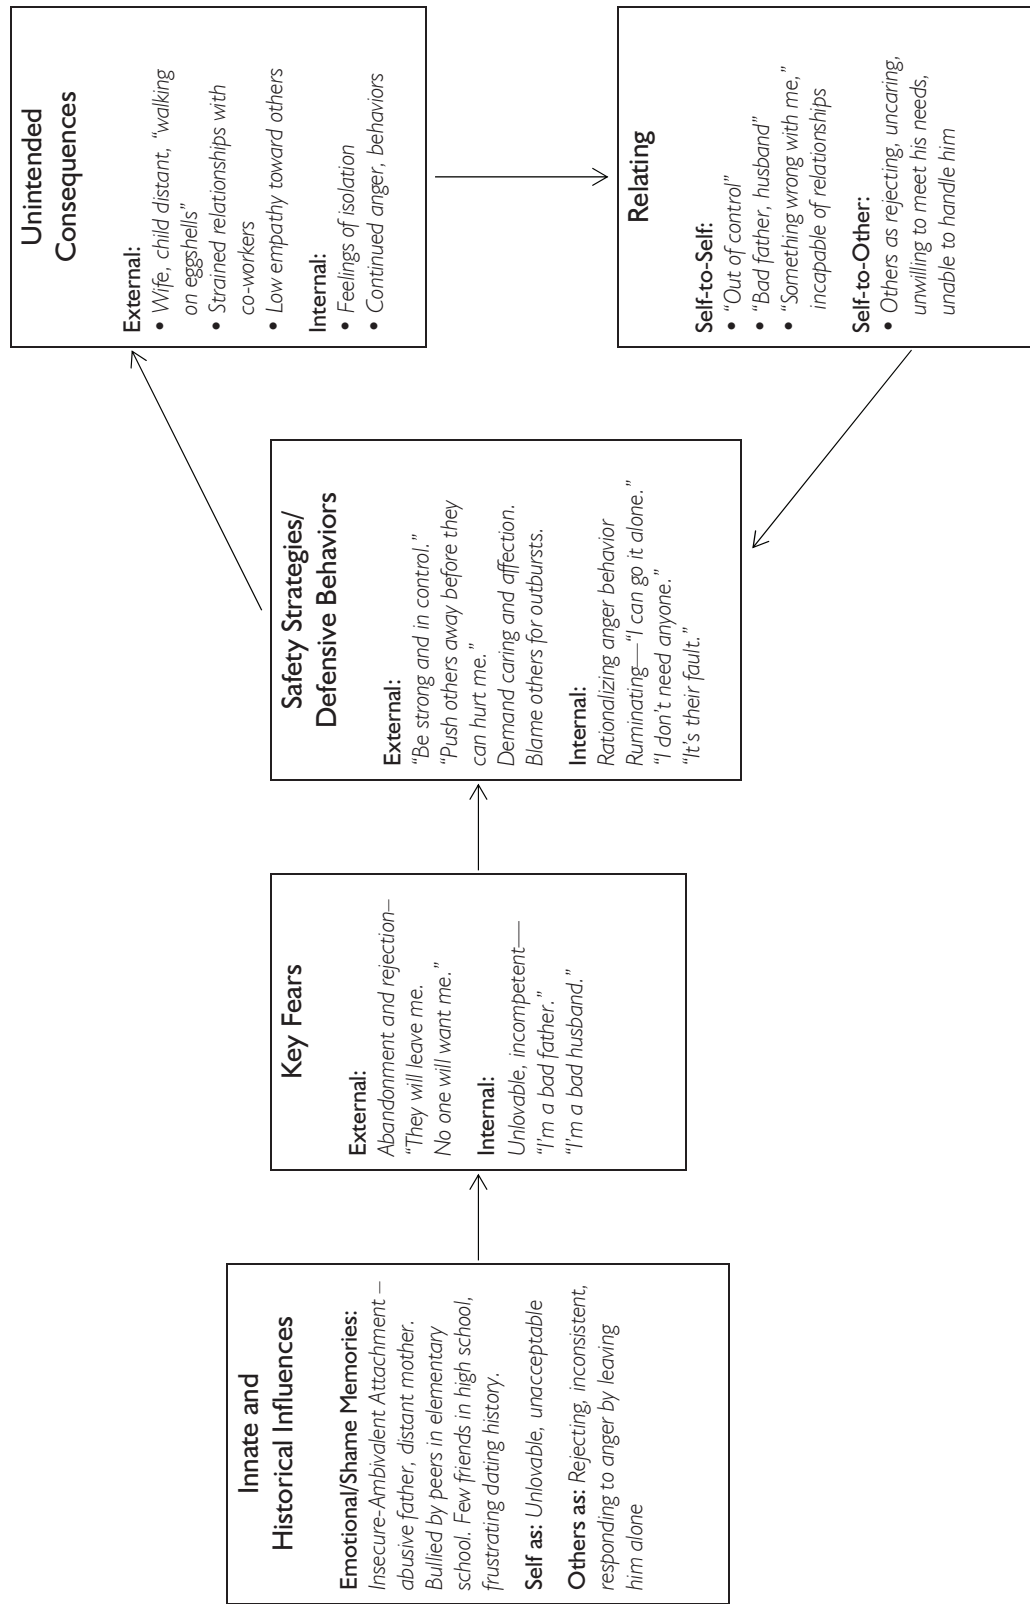 Innate and
Historical Influences
Emotional/Shame Memories:
Insecure-Ambivalent Attachment –
abusive father, distant mother.
Bullied by peers in elementary
school. Few friends in high school,
frustrating dating history.
Self as: Unlovable, unacceptable
Others as: Rejecting, inconsistent,
responding to anger by leaving
him alone
Key Fears
External:
Abandonment and rejection–
“They will leave me.
No one will want me.”
Internal:
Unlovable, incompetent—
“I’m a bad father.”
“I’m a bad husband.”
Safety Strategies/
Defensive Behaviors
External:
“Be strong and in control.”
“Push others away before they
can hurt me.”
Demand caring and affection.
Blame others for outbursts.
Internal:
Rationalizing anger behavior
Ruminating—“I can go it alone.”
“I don’t need anyone.”
“It’s their fault.”
Unintended
Consequences
External:
• Wife, child distant, “walking
on eggshells”
• Strained relationships with
co-workers
• Low empathy toward others
Internal:
• Feelings of isolation
• Continued anger, behaviors
Relating
Self-to-Self:
• “Out of control”
• “Bad father, husband”
• “Something wrong with me,”
incapable of relationships
Self-to-Other:
• Others as rejecting, uncaring,
unwilling to meet his needs,
unable to handle him